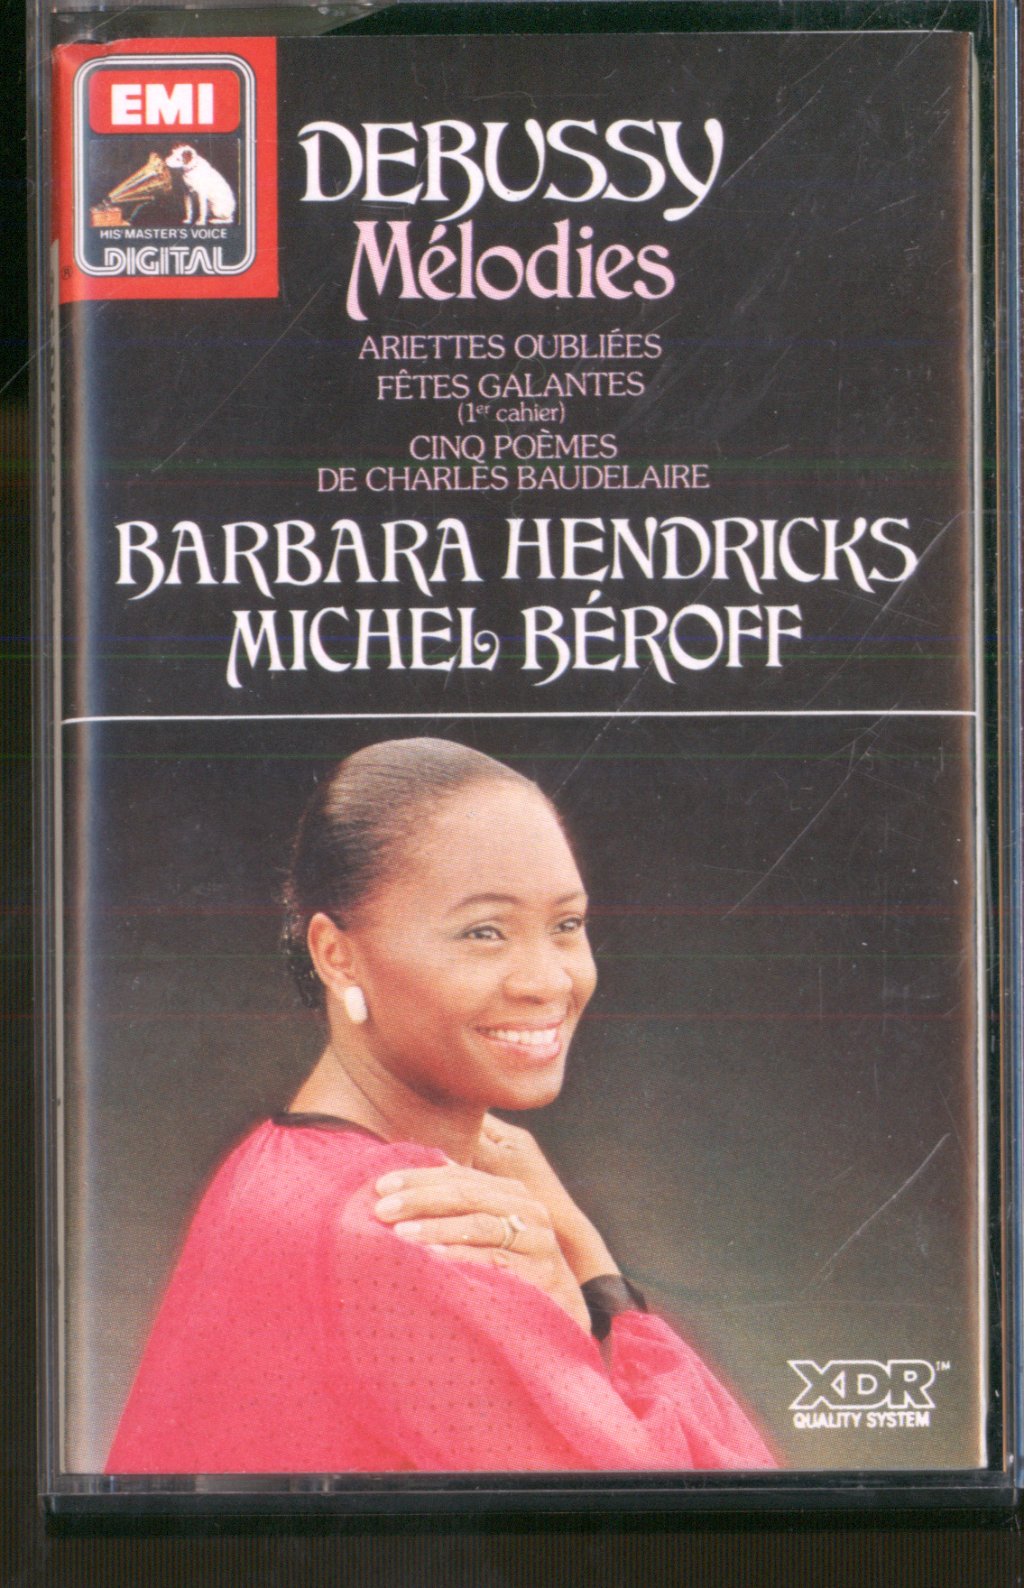 EMI
HIS MASTER'S VOICE
DIGITAL
®
DEBUSSY
Mélodies
ARIETTES OUBLIÉES
FÊTES GALANTES
(1er cahier)
CINQ POÈMES
DE CHARLES BAUDELAIRE
BARBARA HENDRICKS
MICHEL BÉROFF
XDR™
QUALITY SYSTEM